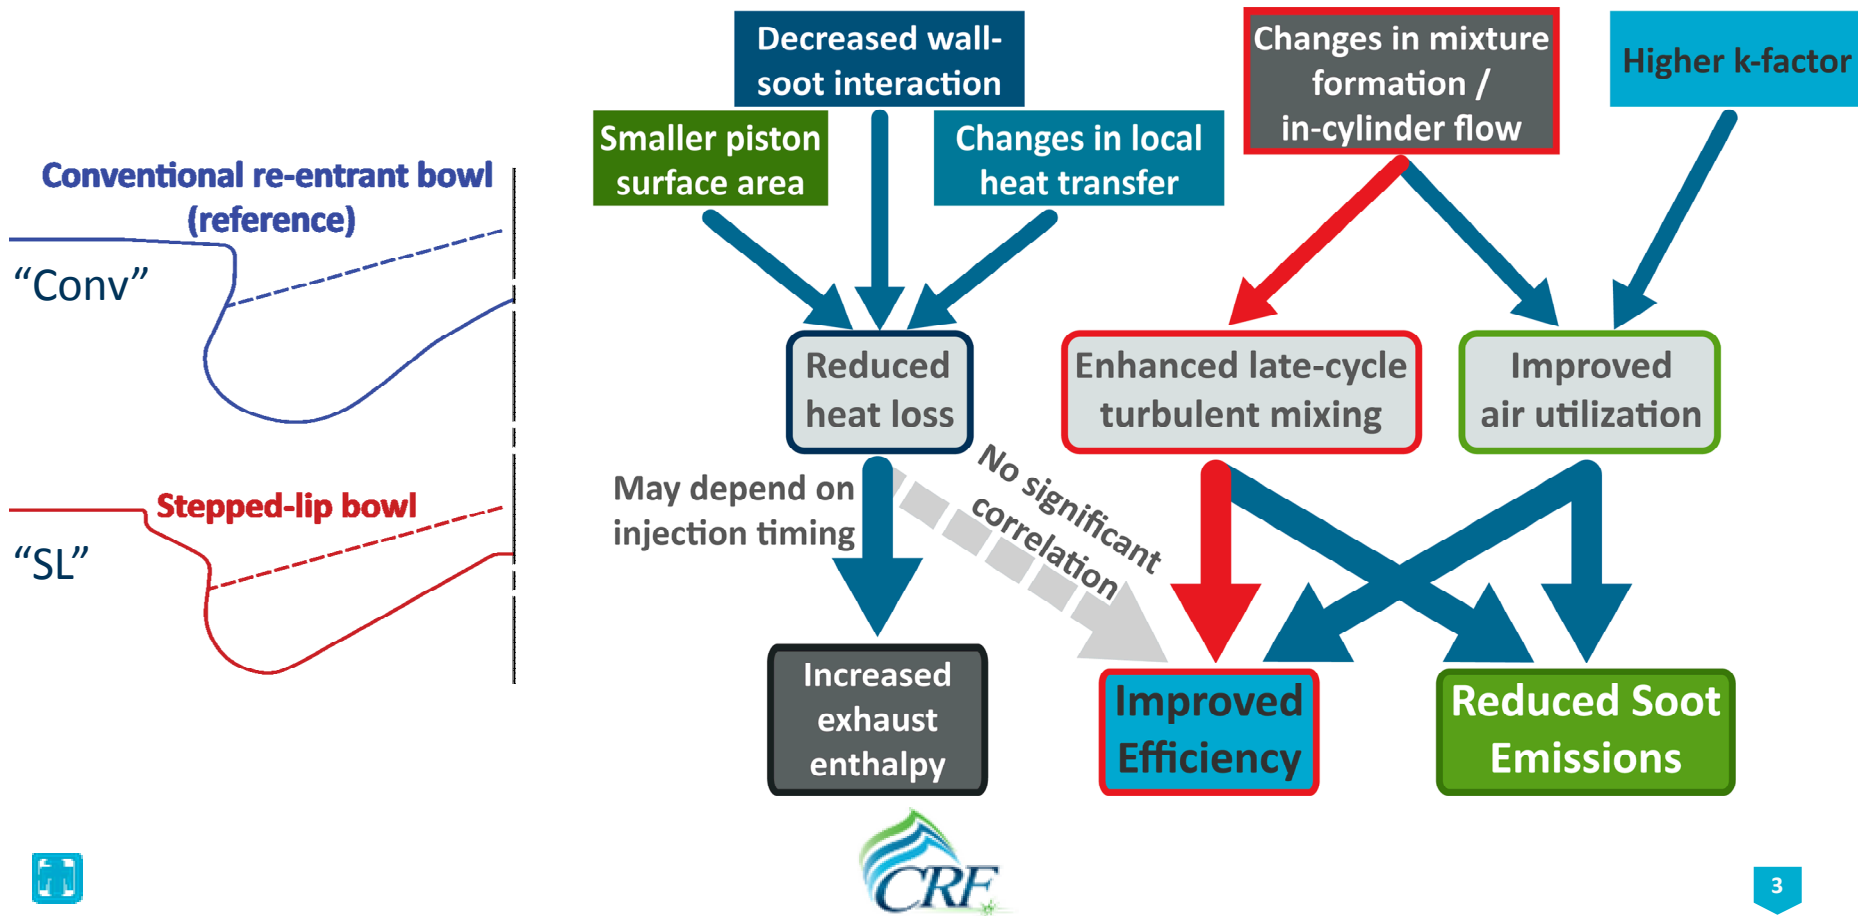 Conventional re-entrant bowl
(reference)
“Conv”
Stepped-lip bowl
“SL”
Decreased wall-
soot interaction
Smaller piston
surface area
Changes in local
heat transfer
Changes in mixture
formation /
in-cylinder flow
Higher k-factor
Reduced
heat loss
Enhanced late-cycle
turbulent mixing
Improved
air utilization
May depend on
injection timing
No significant
correlation
Increased
exhaust
enthalpy
Improved
Efficiency
Reduced Soot
Emissions
CRF
3